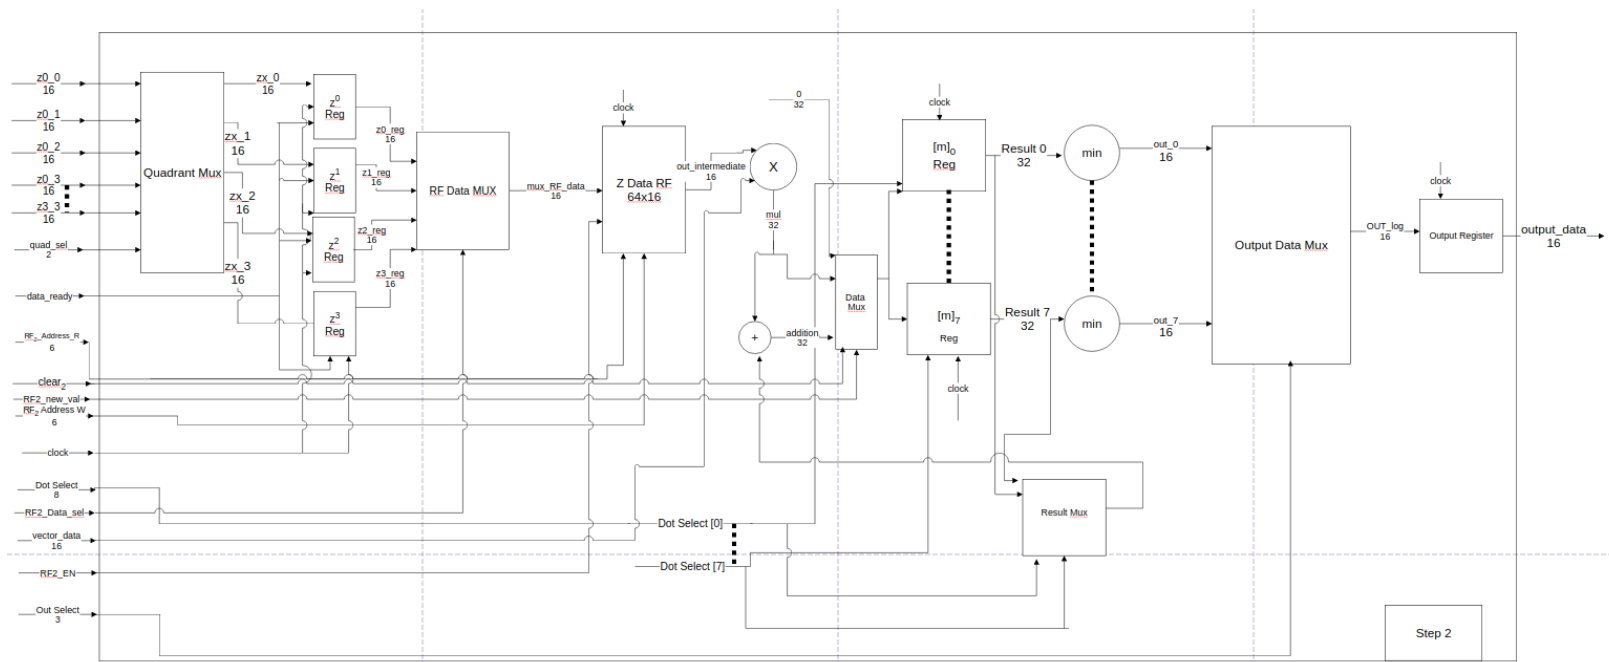 z0_0
16
z0_1
16
z0_2
16
z0_3
16
z3_3
16
quad_sel
2
data_ready
RF2_Address_R
6
clear2
RF2_new_val
RF2 Address W
6
clock
Dot Select
8
RF2_Data_sel
vector_data
16
RF2_EN
Out Select
3
Quadrant Mux
zx_0
16
zx_1
16
zx_2
16
zx_3
16
z0
Reg
z1
Reg
z2
Reg
z3
Reg
z0_reg
16
z1_reg
16
z2_reg
16
z3_reg
16
RF Data MUX
mux_RF_data
16
clock
Z Data RF
64x16
out_intermediate
16
X
mul
32
+
addition
32
0
32
Data
Mux
clock
[m]0
Reg
[m]7
Reg
clock
Result 0
32
Result 7
32
min
min
out_0
16
out_7
16
Result Mux
Dot Select [0]
Dot Select [7]
Output Data Mux
OUT_log
16
clock
Output Register
output_data
16
Step 2